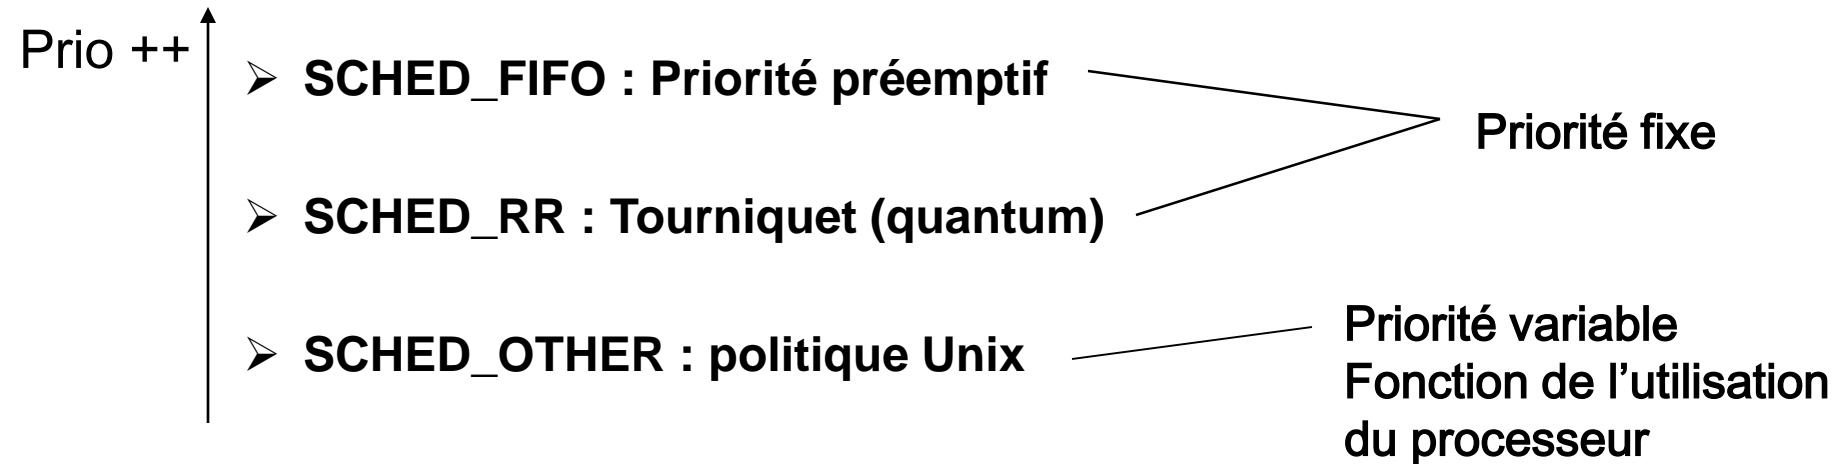 Prio ++
➢ SCHED_FIFO : Priorité préemptif
Priorité fixe
➢ SCHED_RR : Tourniquet (quantum)
➢ SCHED_OTHER : politique Unix
Priorité variable
Fonction de l’utilisation
du processeur